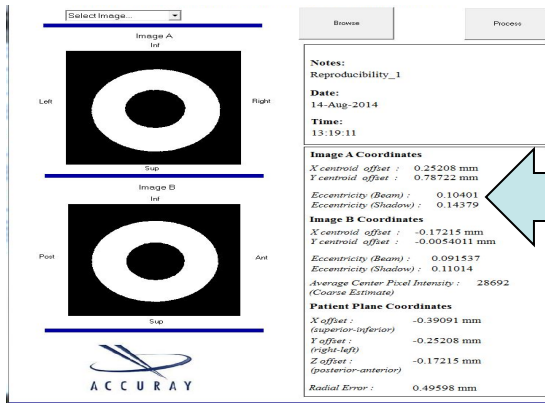 Select Image...
Image A
Inf
Left
Right
Sup
Image B
Inf
Post
Ant
Sup
ACCURAY
Browse
Process
Notes:
Reproducibility_1
Date:
14-Aug-2014
Time:
13:19:11
Image A Coordinates
X centroid offset : 0.25208 mm
Y centroid offset : 0.78722 mm
Eccentricity (Beam) : 0.10401
Eccentricity (Shadow) : 0.14379
Image B Coordinates
X centroid offset : -0.17215 mm
Y centroid offset : -0.0054011 mm
Eccentricity (Beam) : 0.091537
Eccentricity (Shadow) : 0.11014
Average Center Pixel Intensity : 28692
(Coarse Estimate)
Patient Plane Coordinates
X offset : -0.39091 mm
(superior-inferior)
Y offset : -0.25208 mm
(right-left)
Z offset : -0.17215 mm
(posterior-anterior)
Radial Error : 0.49598 mm